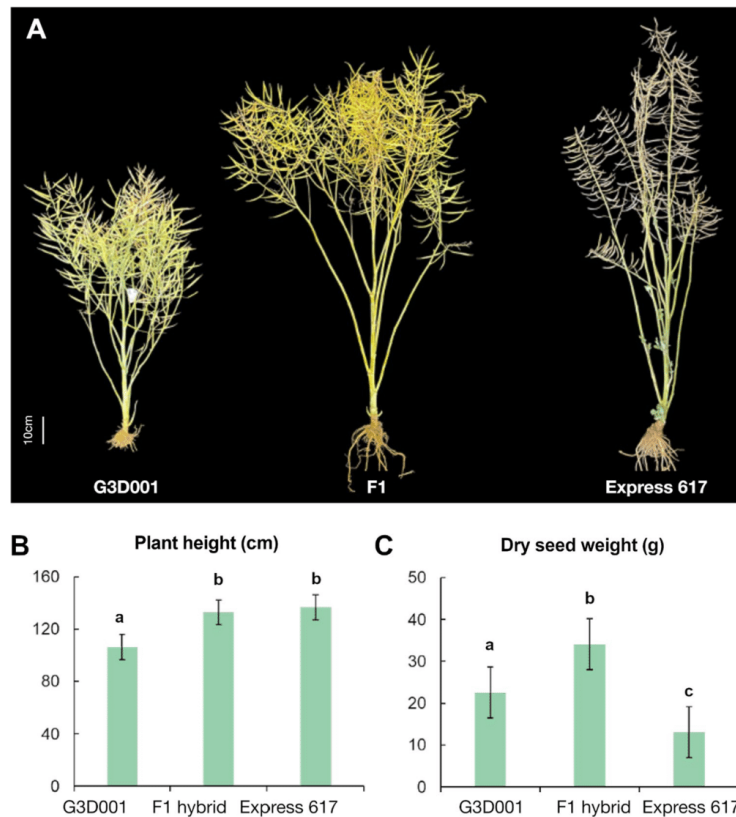 A
10cm
G3D001
F1
Express 617
B
Plant height (cm)
160
120
80
40
0
a
b
b
G3D001
F1 hybrid
Express 617
C
Dry seed weight (g)
50
40
30
20
10
0
a
b
c
G3D001
F1 hybrid
Express 617